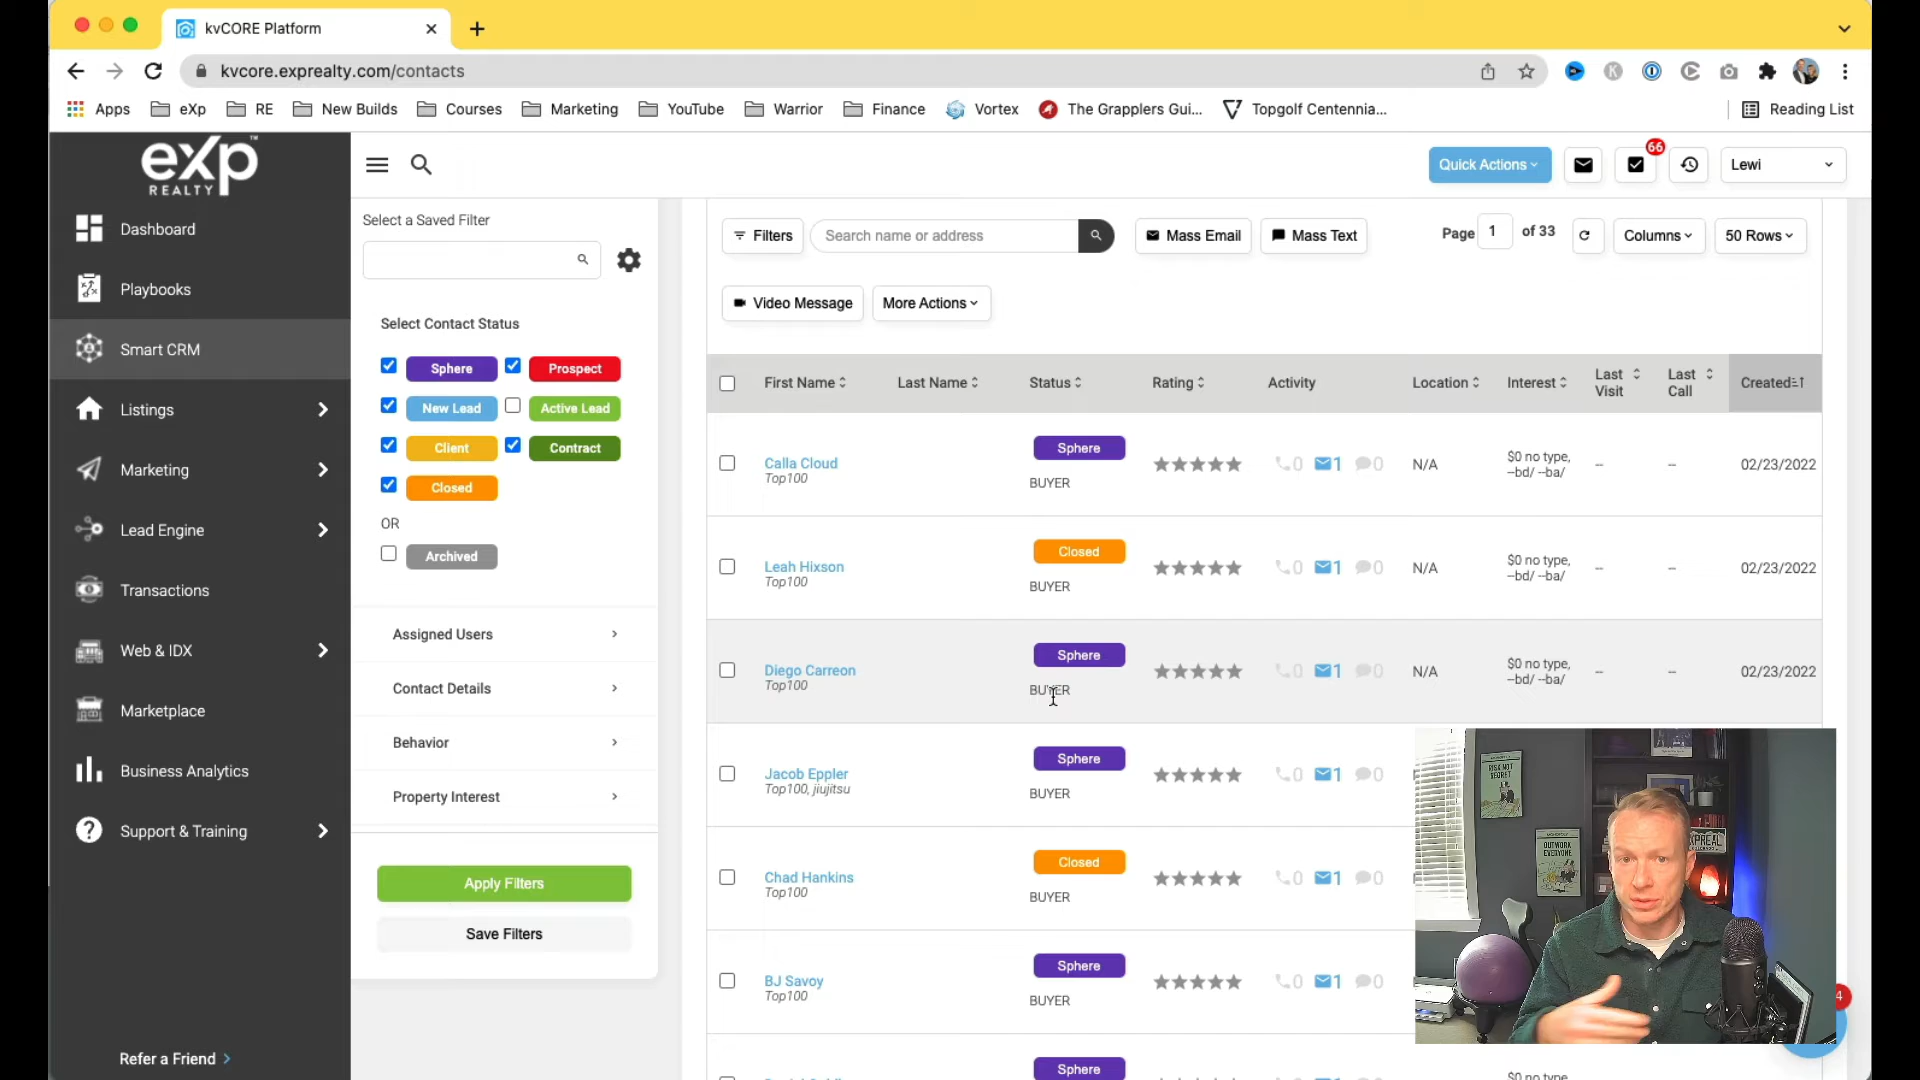 kvCORE Platform
kvcore.exprealty.com/contacts
Apps eXp RE New Builds Courses Marketing YouTube Warrior Finance Vortex The Grapplers Gui... Topgolf Centennia... Reading List
eXp
REALTY
Quick Actions
66
Lewi
Dashboard
Playbooks
Smart CRM
Listings
Marketing
Lead Engine
Transactions
Web & IDX
Marketplace
Business Analytics
Support & Training
Refer a Friend
Select a Saved Filter
Select Contact Status
Sphere Prospect
New Lead Active Lead
Client Contract
Closed
OR
Archived
Assigned Users
Contact Details
Behavior
Property Interest
Apply Filters
Save Filters
Filters Search name or address Mass Email Mass Text Page 1 of 33 Columns 50 Rows
Video Message More Actions
First Name Last Name Status Rating Activity Location Interest Last Visit Last Call Created
Sphere
Calla Cloud 0 1 0 N/A $0 no type, -- -- 02/23/2022
--bd/ --ba/
Top100 BUYER
Closed
Leah Hixson 0 1 0 N/A $0 no type, -- -- 02/23/2022
--bd/ --ba/
Top100 BUYER
Sphere
Diego Carreon 0 1 0 N/A $0 no type, -- -- 02/23/2022
--bd/ --ba/
Top100 BUYER
Sphere
Jacob Eppler 0 1 0
Top100, jiujitsu BUYER
Closed
Chad Hankins 0 1 0
Top100 BUYER
Sphere
BJ Savoy 0 1 0
Top100 BUYER
Sphere
$0 no type,
RISK NOT
REGRET
OUTWORK
EVERYONE
EXPREAL
4